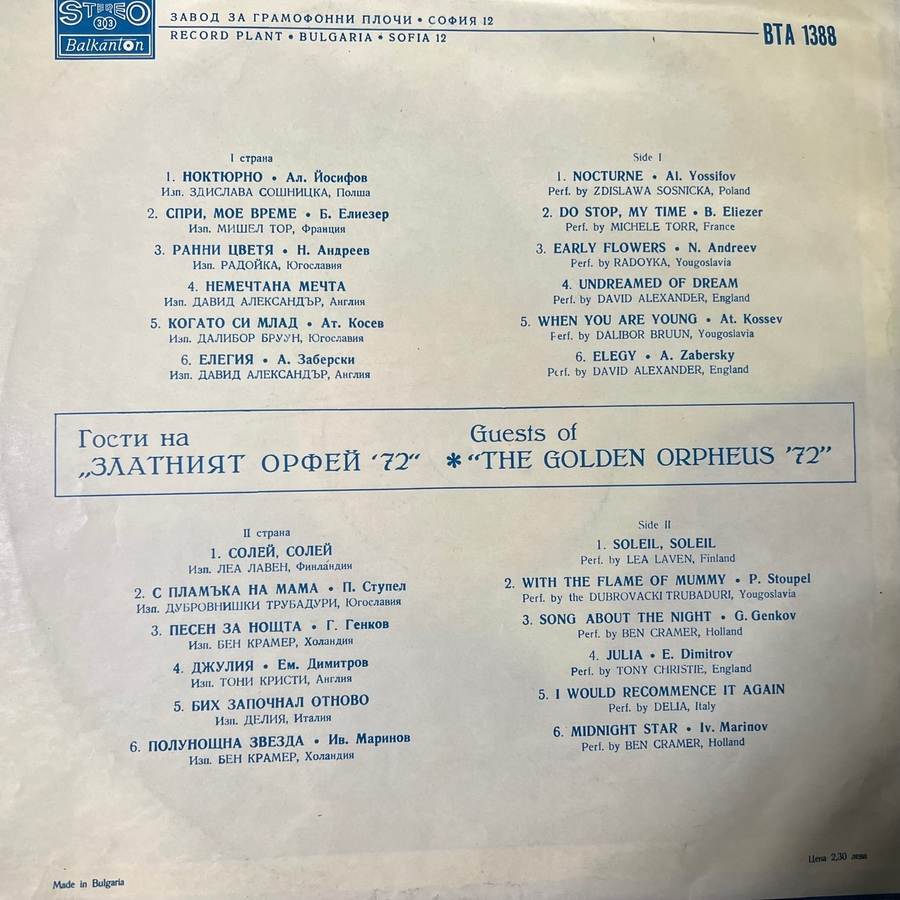 STEREO
303
Balkanton
ЗАВОД ЗА ГРАМОФОННИ ПЛОЧИ • СОФИЯ 12
RECORD PLANT • BULGARIA • SOFIA 12
ВТА 1388
I страна
1. НОКТЮРНО • Ал. Йосифов
Изп. ЗДИСЛАВА СОШНИЦКА, Полша
2. СПРИ, МОЕ ВРЕМЕ • Б. Елиезер
Изп. МИШЕЛ ТОР, Франция
3. РАННИ ЦВЕТЯ • Н. Андреев
Изп. РАДОЙКА, Югославия
4. НЕМЕЧТАНА МЕЧТА
Изп. ДАВИД АЛЕКСАНДЪР, Англия
5. КОГАТО СИ МЛАД • Ат. Косев
Изп. ДАЛИБОР БРУУН, Югославия
6. ЕЛЕГИЯ • А. Заберски
Изп. ДАВИД АЛЕКСАНДЪР, Англия
Side I
1. NOCTURNE • Al. Yossifov
Perf. by ZDISLAWA SOSNICKA, Poland
2. DO STOP, MY TIME • B. Eliezer
Perf. by MICHELE TORR, France
3. EARLY FLOWERS • N. Andreev
Perf. by RADOYKA, Yougoslavia
4. UNDREAMED OF DREAM
Perf. by DAVID ALEXANDER, England
5. WHEN YOU ARE YOUNG • At. Kossev
Perf. by DALIBOR BRUUN, Yougoslavia
6. ELEGY • A. Zabersky
Perf. by DAVID ALEXANDER, England
Гости на
„ЗЛАТНИЯТ ОРФЕЙ ‘72“
*
Guests of
“THE GOLDEN ORPHEUS ’72”
II страна
1. СОЛЕЙ, СОЛЕЙ
Изп. ЛЕА ЛАВЕН, Финландия
2. С ПЛАМЪКА НА МАМА • П. Ступел
Изп. ДУБРОВНИШКИ ТРУБАДУРИ, Югославия
3. ПЕСЕН ЗА НОЩТА • Г. Генков
Изп. БЕН КРАМЕР, Холандия
4. ДЖУЛИЯ • Ем. Димитров
Изп. ТОНИ КРИСТИ, Англия
5. БИХ ЗАПОЧНАЛ ОТНОВО
Изп. ДЕЛИЯ, Италия
6. ПОЛУНОЩНА ЗВЕЗДА • Ив. Маринов
Изп. БЕН КРАМЕР, Холандия
Side II
1. SOLEIL, SOLEIL
Perf. by LEA LAVEN, Finland
2. WITH THE FLAME OF MUMMY • P. Stoupel
Perf. by the DUBROVACKI TRUBADURI, Yougoslavia
3. SONG ABOUT THE NIGHT • G. Genkov
Perf. by BEN CRAMER, Holland
4. JULIA • E. Dimitrov
Perf. by TONY CHRISTIE, England
5. I WOULD RECOMMENCE IT AGAIN
Perf. by DELIA, Italy
6. MIDNIGHT STAR • Iv. Marinov
Perf. by BEN CRAMER, Holland
Made in Bulgaria
Цена 2,30 лева